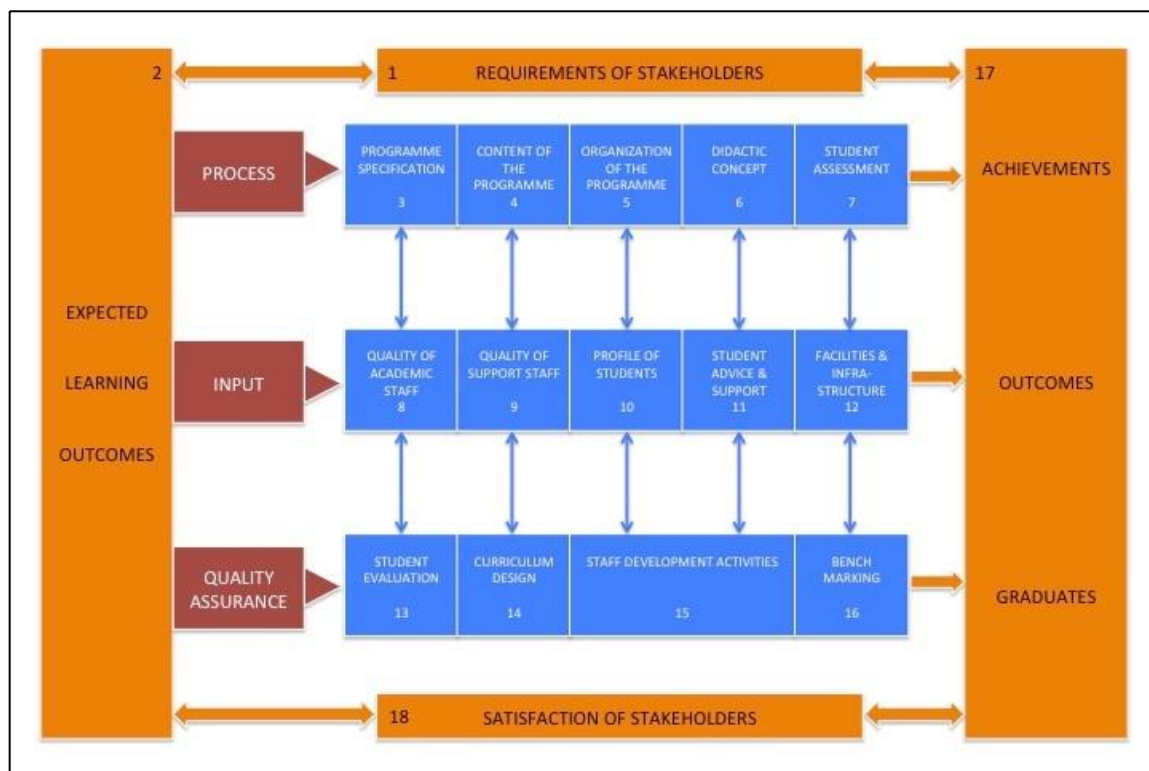 2
1 REQUIREMENTS OF STAKEHOLDERS
17
PROCESS
PROGRAMME
SPECIFICATION
3
CONTENT OF
THE
PROGRAMME
4
ORGANIZATION
OF THE
PROGRAMME
5
DIDACTIC
CONCEPT
6
STUDENT
ASSESSMENT
7
ACHIEVEMENTS
EXPECTED
LEARNING
OUTCOMES
INPUT
QUALITY OF
ACADEMIC
STAFF
8
QUALITY OF
SUPPORT STAFF
9
PROFILE OF
STUDENTS
10
STUDENT
ADVICE &
SUPPORT
11
FACILITIES &
INFRA-
STRUCTURE
12
OUTCOMES
QUALITY
ASSURANCE
STUDENT
EVALUATION
13
CURRICULUM
DESIGN
14
STAFF DEVELOPMENT ACTIVITIES
15
BENCH
MARKING
16
GRADUATES
18 SATISFACTION OF STAKEHOLDERS